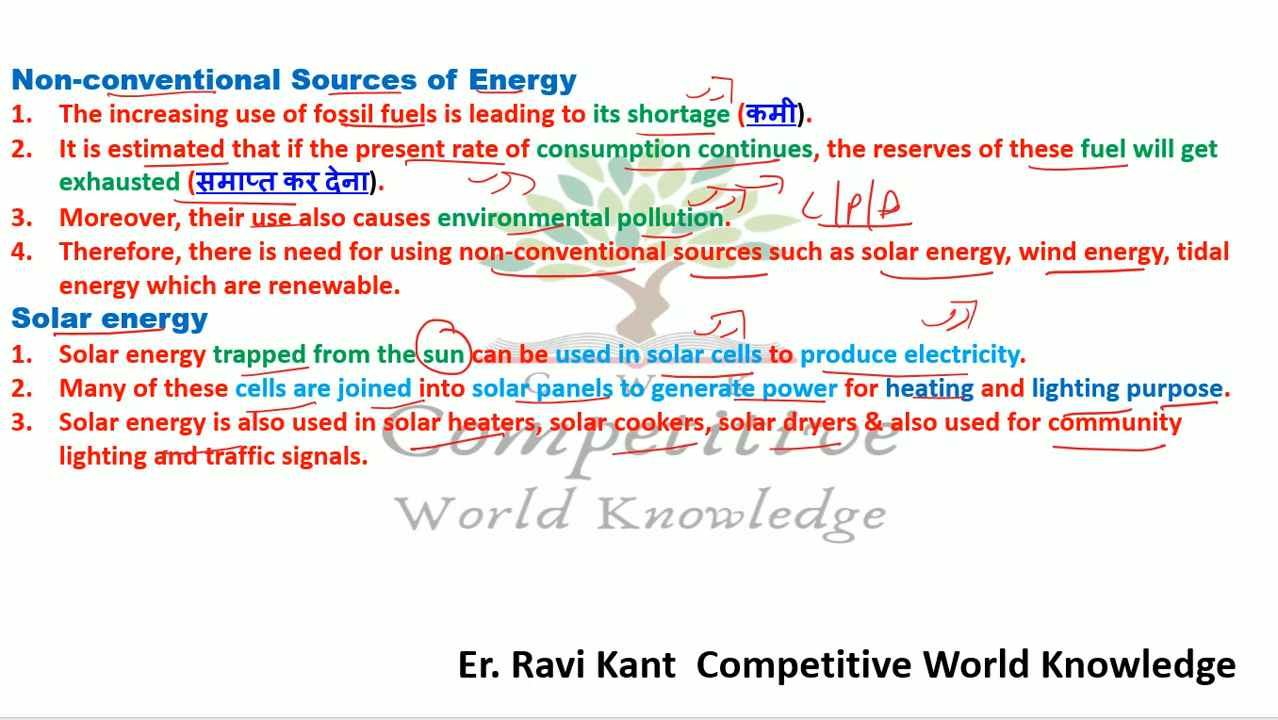 Non-conventional Sources of Energy
1. The increasing use of fossil fuels is leading to its shortage (कमी).
2. It is estimated that if the present rate of consumption continues, the reserves of these fuel will get
exhausted (समाप्त कर देना).
3. Moreover, their use also causes environmental pollution.
4. Therefore, there is need for using non-conventional sources such as solar energy, wind energy, tidal
energy which are renewable.
Solar energy
1. Solar energy trapped from the sun can be used in solar cells to produce electricity.
2. Many of these cells are joined into solar panels to generate power for heating and lighting purpose.
3. Solar energy is also used in solar heaters, solar cookers, solar dryers & also used for community
lighting and traffic signals.
C W K
Competitive
World Knowledge
Er. Ravi Kant Competitive World Knowledge